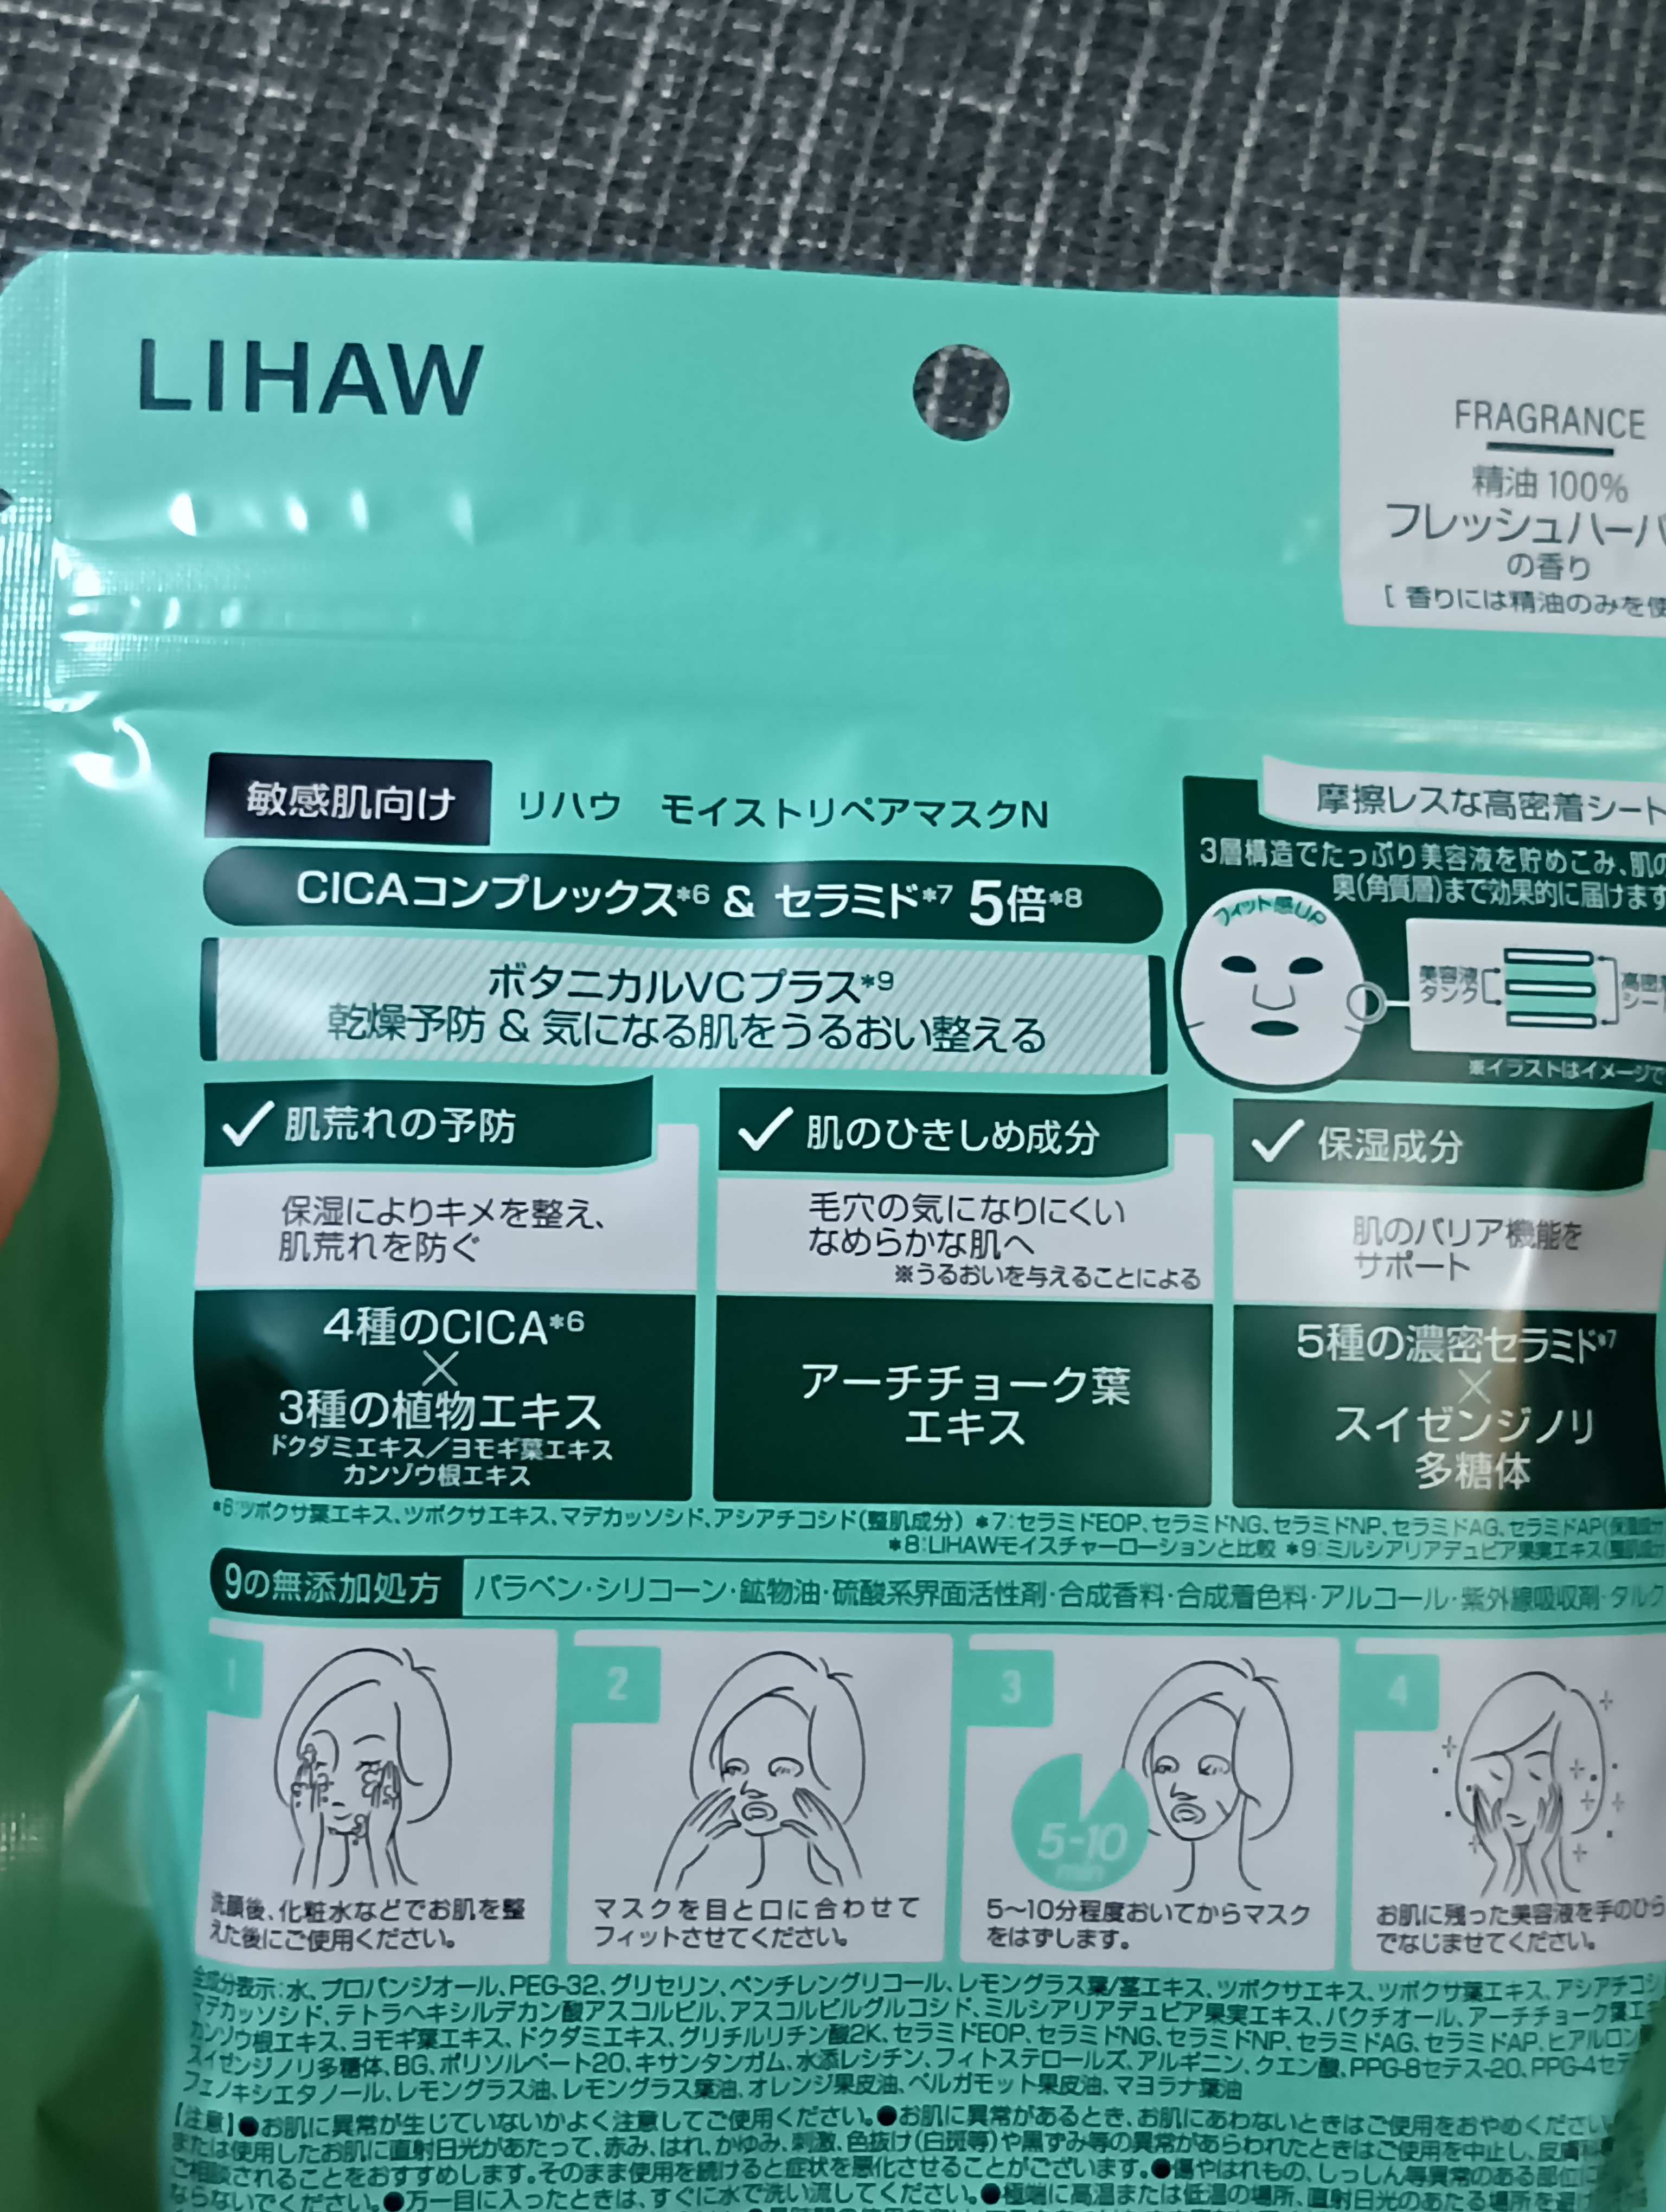 LIHAW
FRAGRANCE
精油 100%
フレッシュハーバ
の香り
[ 香りには精油のみを使
敏感肌向け
リハウ モイストリペアマスクN
CICAコンプレックス*6 & セラミド*7 5倍*8
ボタニカルVCプラス*9
乾燥予防 & 気になる肌をうるおい整える
摩擦レスな高密着シート
3層構造でたっぷり美容液を貯めこみ、肌の
奥(角質層)まで効果的に届けます
フィット感UP
美容液
タンク
高密着
シー
※イラストはイメージで
✓ 肌荒れの予防
保湿によりキメを整え、
肌荒れを防ぐ
4種のCICA*6
×
3種の植物エキス
ドクダミエキス/ヨモギ葉エキス
カンゾウ根エキス
✓ 肌のひきしめ成分
毛穴の気になりにくい
なめらかな肌へ
※うるおいを与えることによる
アーチチョーク葉
エキス
✓ 保湿成分
肌のバリア機能を
サポート
5種の濃密セラミド*7
×
スイゼンジノリ
多糖体
*6:ツボクサ葉エキス、ツボクサエキス、マデカッソシド、アシアチコシド(整肌成分) *7:セラミドEOP、セラミドNG、セラミドNP、セラミドAG、セラミドAP(保湿成分
*8:LIHAWモイスチャーローションと比較 *9:ミルシアリアデュビア果実エキス(整肌成分
9の無添加処方
パラベン・シリコーン・鉱物油・硫酸系界面活性剤・合成香料・合成着色料・アルコール・紫外線吸収剤・タルク
1
洗顔後、化粧水などでお肌を整
えた後にご使用ください。
2
マスクを目と口に合わせて
フィットさせてください。
3
5-10
min
5〜10分程度おいてからマスク
をはずします。
4
お肌に残った美容液を手のひら
でなじませてください。
全成分表示:水、プロパンジオール、PEG-32、グリセリン、ペンチレングリコール、レモングラス葉/茎エキス、ツボクサエキス、ツボクサ葉エキス、アシアチコシ
マデカッソシド、テトラヘキシルデカン酸アスコルビル、アスコルビルグルコシド、ミルシアリアデュビア果実エキス、バクチオール、アーチチョーク葉エキ
カンゾウ根エキス、ヨモギ葉エキス、ドクダミエキス、グリチルリチン酸2K、セラミドEOP、セラミドNG、セラミドNP、セラミドAG、セラミドAP、ヒアルロン酸
スイゼンジノリ多糖体、BG、ポリソルベート20、キサンタンガム、水添レシチン、フィトステロールズ、アルギニン、クエン酸、PPG-8セテス-20、PPG-4セテ
フェノキシエタノール、レモングラス油、レモングラス葉油、オレンジ果皮油、ベルガモット果皮油、マヨラナ葉油
【注意】●お肌に異常が生じていないかよく注意してご使用ください。●お肌に異常があるとき、お肌にあわないときはご使用をおやめください
または使用したお肌に直射日光があたって、赤み、はれ、かゆみ、刺激、色抜け(白斑等)や黒ずみ等の異常があらわれたときはご使用を中止し、皮膚科
ご相談されることをおすすめします。そのまま使用を続けると症状を悪化させることがございます。●傷やはれもの、しっしん等異常のある部位に
ならないでください。●万一目に入ったときは、すぐに水で洗い流してください。●極端に高温または低温の場所、直射日光のあたる場所を避け